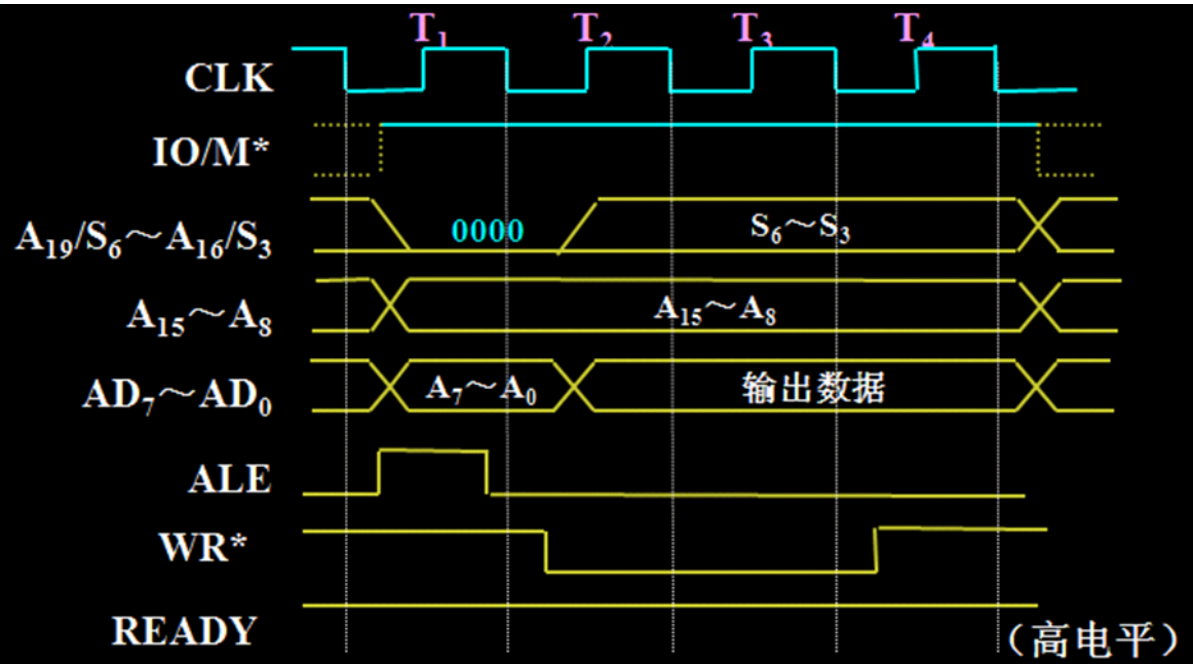 T₁ T₂ T₃ T₄
CLK
IO/M*
A₁₉/S₆～A₁₆/S₃ 0000 S₆～S₃
A₁₅～A₈ A₁₅～A₈
AD₇～AD₀ A₇～A₀ 输出数据
ALE
WR*
READY （高电平）